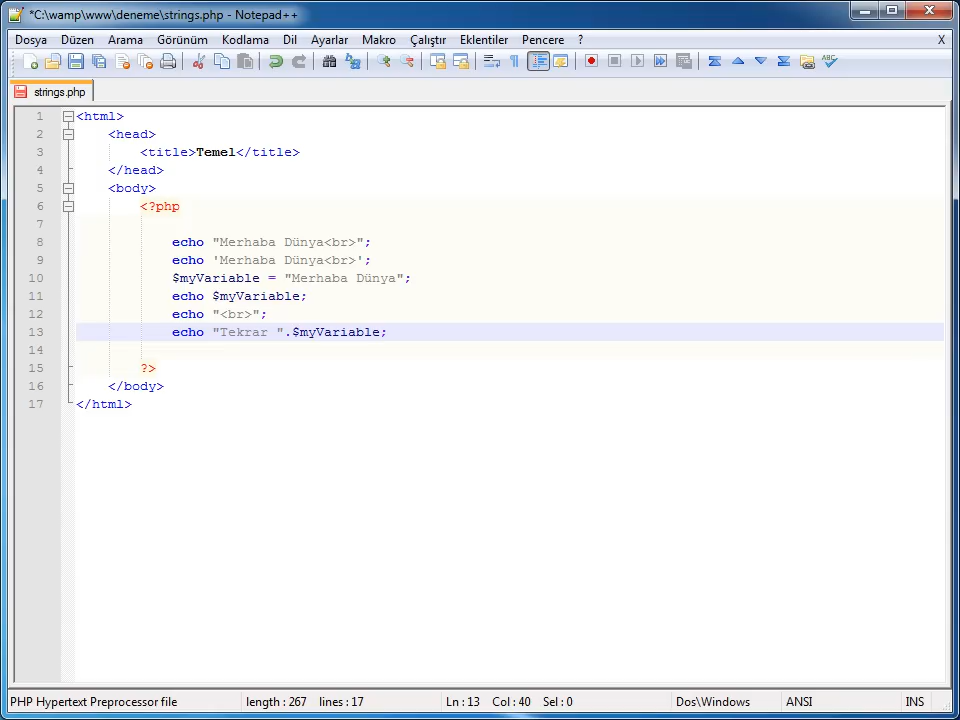 *C:\wamp\www\deneme\strings.php - Notepad++
Dosya Düzen Arama Görünüm Kodlama Dil Ayarlar Makro Çalıştır Eklentiler Pencere ? X
strings.php
1 <html>
2 <head>
3 <title>Temel</title>
4 </head>
5 <body>
6 <?php
7
8 echo "Merhaba Dünya<br>";
9 echo 'Merhaba Dünya<br>';
10 $myVariable = "Merhaba Dünya";
11 echo $myVariable;
12 echo "<br>";
13 echo "Tekrar ".$myVariable;
14
15 ?>
16 </body>
17 </html>
PHP Hypertext Preprocessor file length : 267 lines : 17 Ln : 13 Col : 40 Sel : 0 Dos\Windows ANSI INS